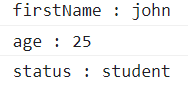 firstName : john
age : 25
status : student